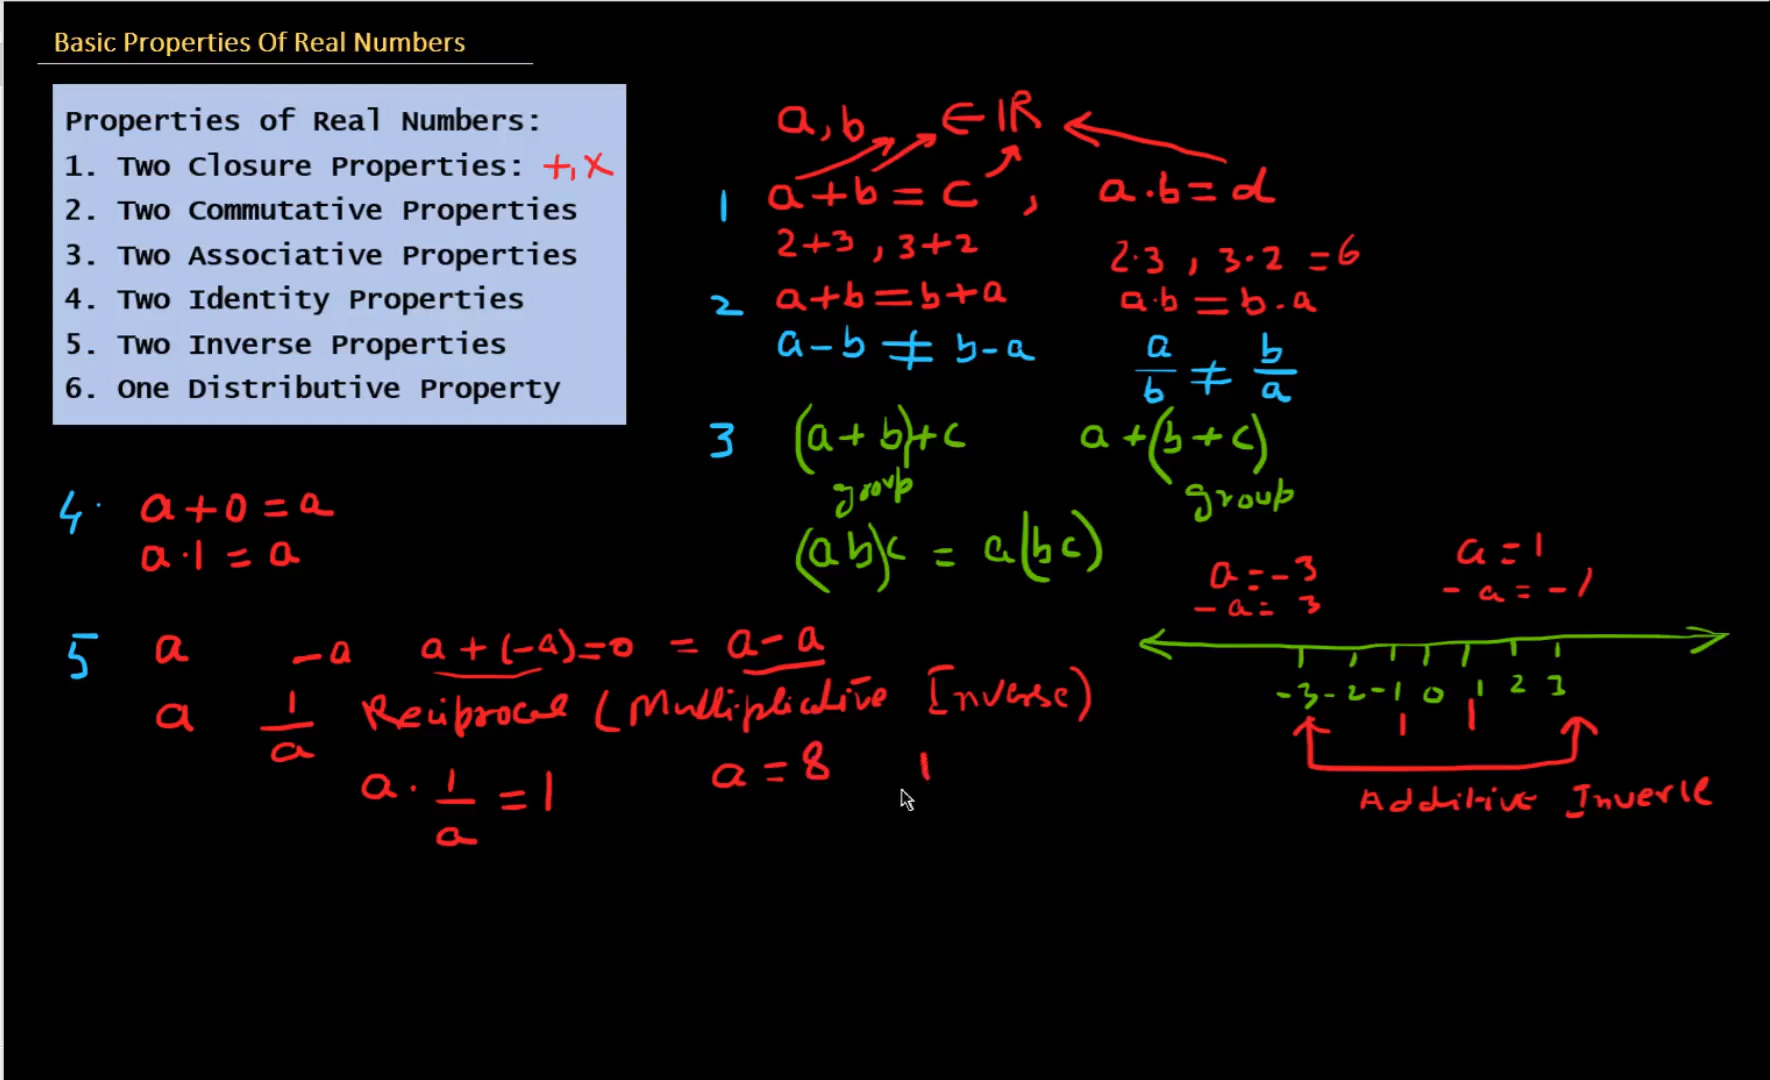 Basic Properties Of Real Numbers
Properties of Real Numbers:
1. Two Closure Properties: +, ×
2. Two Commutative Properties
3. Two Associative Properties
4. Two Identity Properties
5. Two Inverse Properties
6. One Distributive Property
a, b ∈ ℝ
1 a + b = c , a · b = d
2+3 , 3+2 2·3 , 3·2 = 6
2 a + b = b + a a·b = b·a
a - b ≠ b - a a/b ≠ b/a
3 (a + b) + c a + (b + c)
group group
(ab)c = a(bc)
4. a + 0 = a
a · 1 = a
5 a -a a + (-a) = 0 = a - a
a 1/a Reciprocal (Multiplicative Inverse)
a · 1/a = 1 a = 8 1
a = -3 a = 1
-a = 3 -a = -1
-3 -2 -1 0 1 2 3
1 1
Additive Inverse